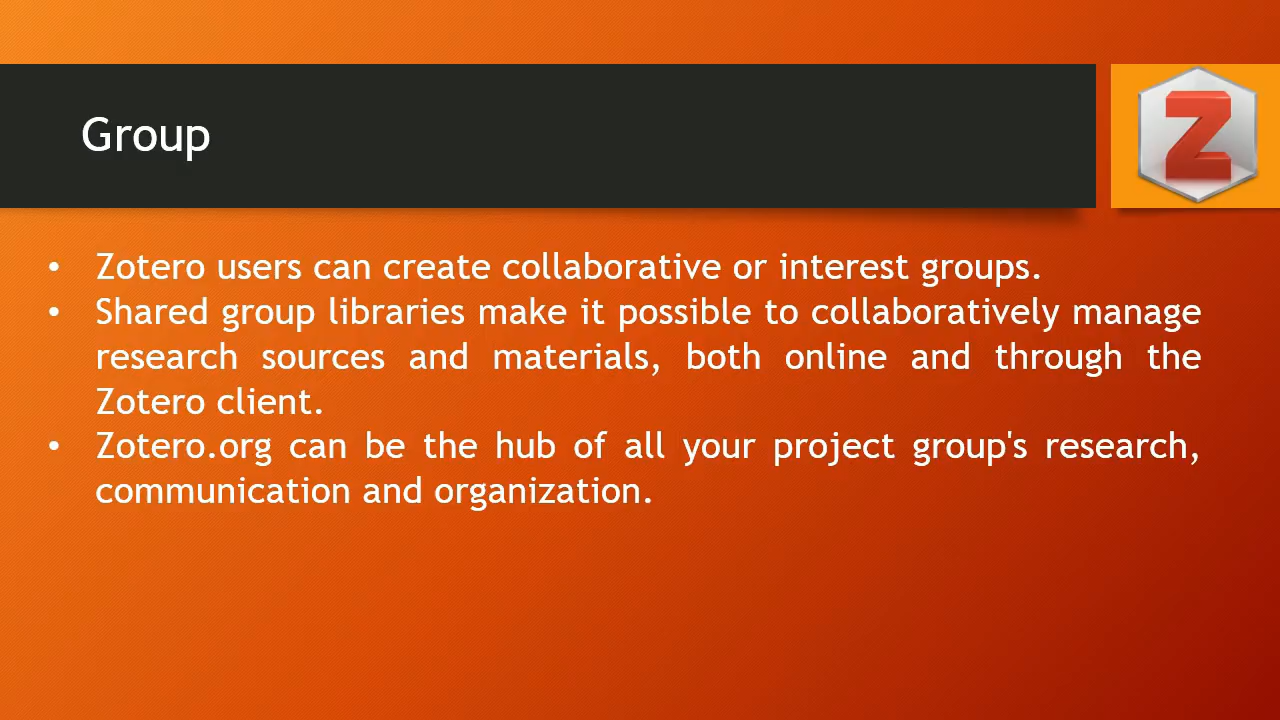 Group
Z
• Zotero users can create collaborative or interest groups.
• Shared group libraries make it possible to collaboratively manage
research sources and materials, both online and through the
Zotero client.
• Zotero.org can be the hub of all your project group's research,
communication and organization.